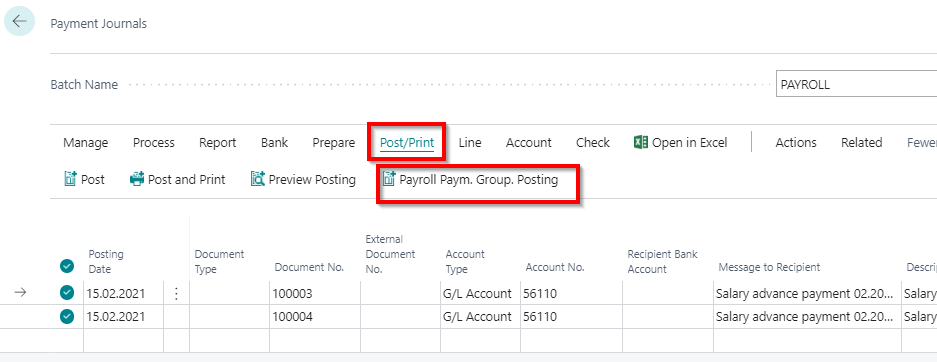 Payment Journals
Batch Name PAYROLL
Manage Process Report Bank Prepare Post/Print Line Account Check Open in Excel Actions Related Fewer
Post Post and Print Preview Posting Payroll Paym. Group. Posting
Posting Date Document Type Document No. External Document No. Account Type Account No. Recipient Bank Account Message to Recipient Descri
15.02.2021 100003 G/L Account 56110 Salary advance payment 02.20... Salary
15.02.2021 100004 G/L Account 56110 Salary advance payment 02.20... Salary